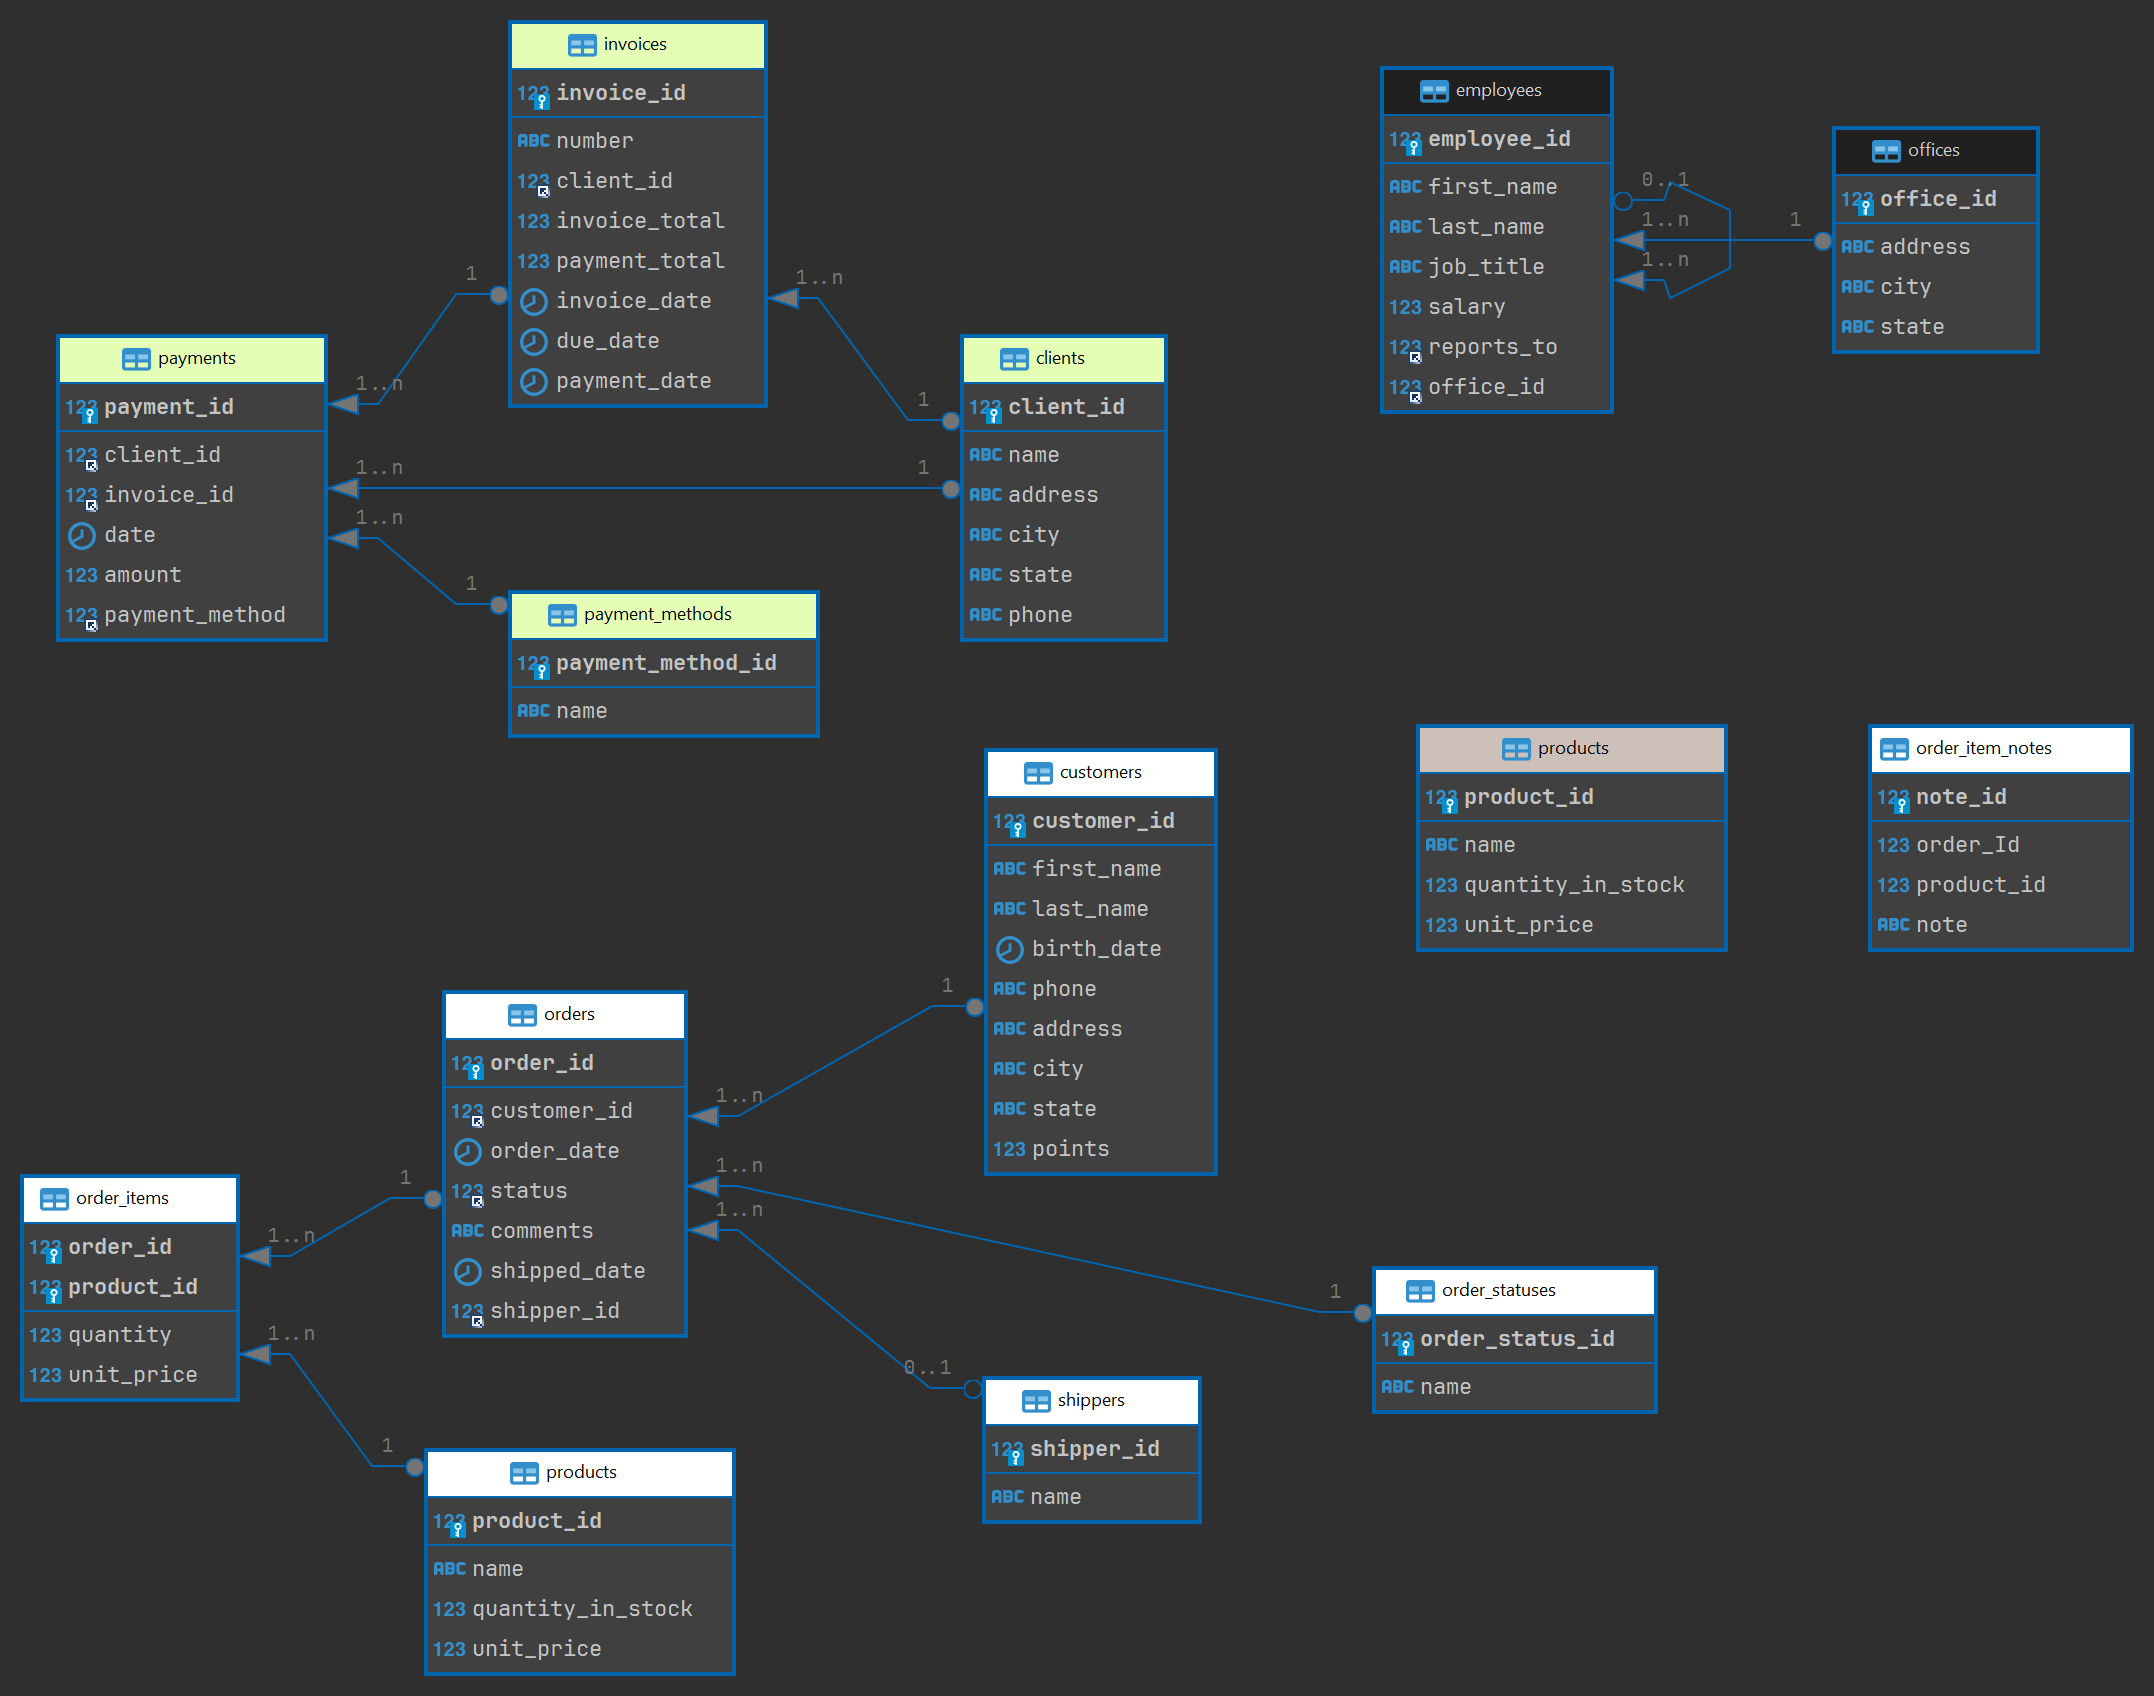 invoices
123 invoice_id
ABC number
123 client_id
123 invoice_total
123 payment_total
invoice_date
due_date
payment_date
employees
123 employee_id
ABC first_name
ABC last_name
ABC job_title
123 salary
123 reports_to
123 office_id
0..1
1..n
1..n
1
offices
123 office_id
ABC address
ABC city
ABC state
1
1..n
1..n
1
payments
123 payment_id
123 client_id
123 invoice_id
date
123 amount
123 payment_method
1..n
1
1..n
1
clients
123 client_id
ABC name
ABC address
ABC city
ABC state
ABC phone
payment_methods
123 payment_method_id
ABC name
customers
123 customer_id
ABC first_name
ABC last_name
birth_date
ABC phone
ABC address
ABC city
ABC state
123 points
products
123 product_id
ABC name
123 quantity_in_stock
123 unit_price
order_item_notes
123 note_id
123 order_Id
123 product_id
ABC note
orders
123 order_id
123 customer_id
order_date
123 status
ABC comments
shipped_date
123 shipper_id
1
1..n
1..n
1..n
1
0..1
order_items
123 order_id
123 product_id
123 quantity
123 unit_price
1
1..n
1..n
1
order_statuses
123 order_status_id
ABC name
shippers
123 shipper_id
ABC name
products
123 product_id
ABC name
123 quantity_in_stock
123 unit_price